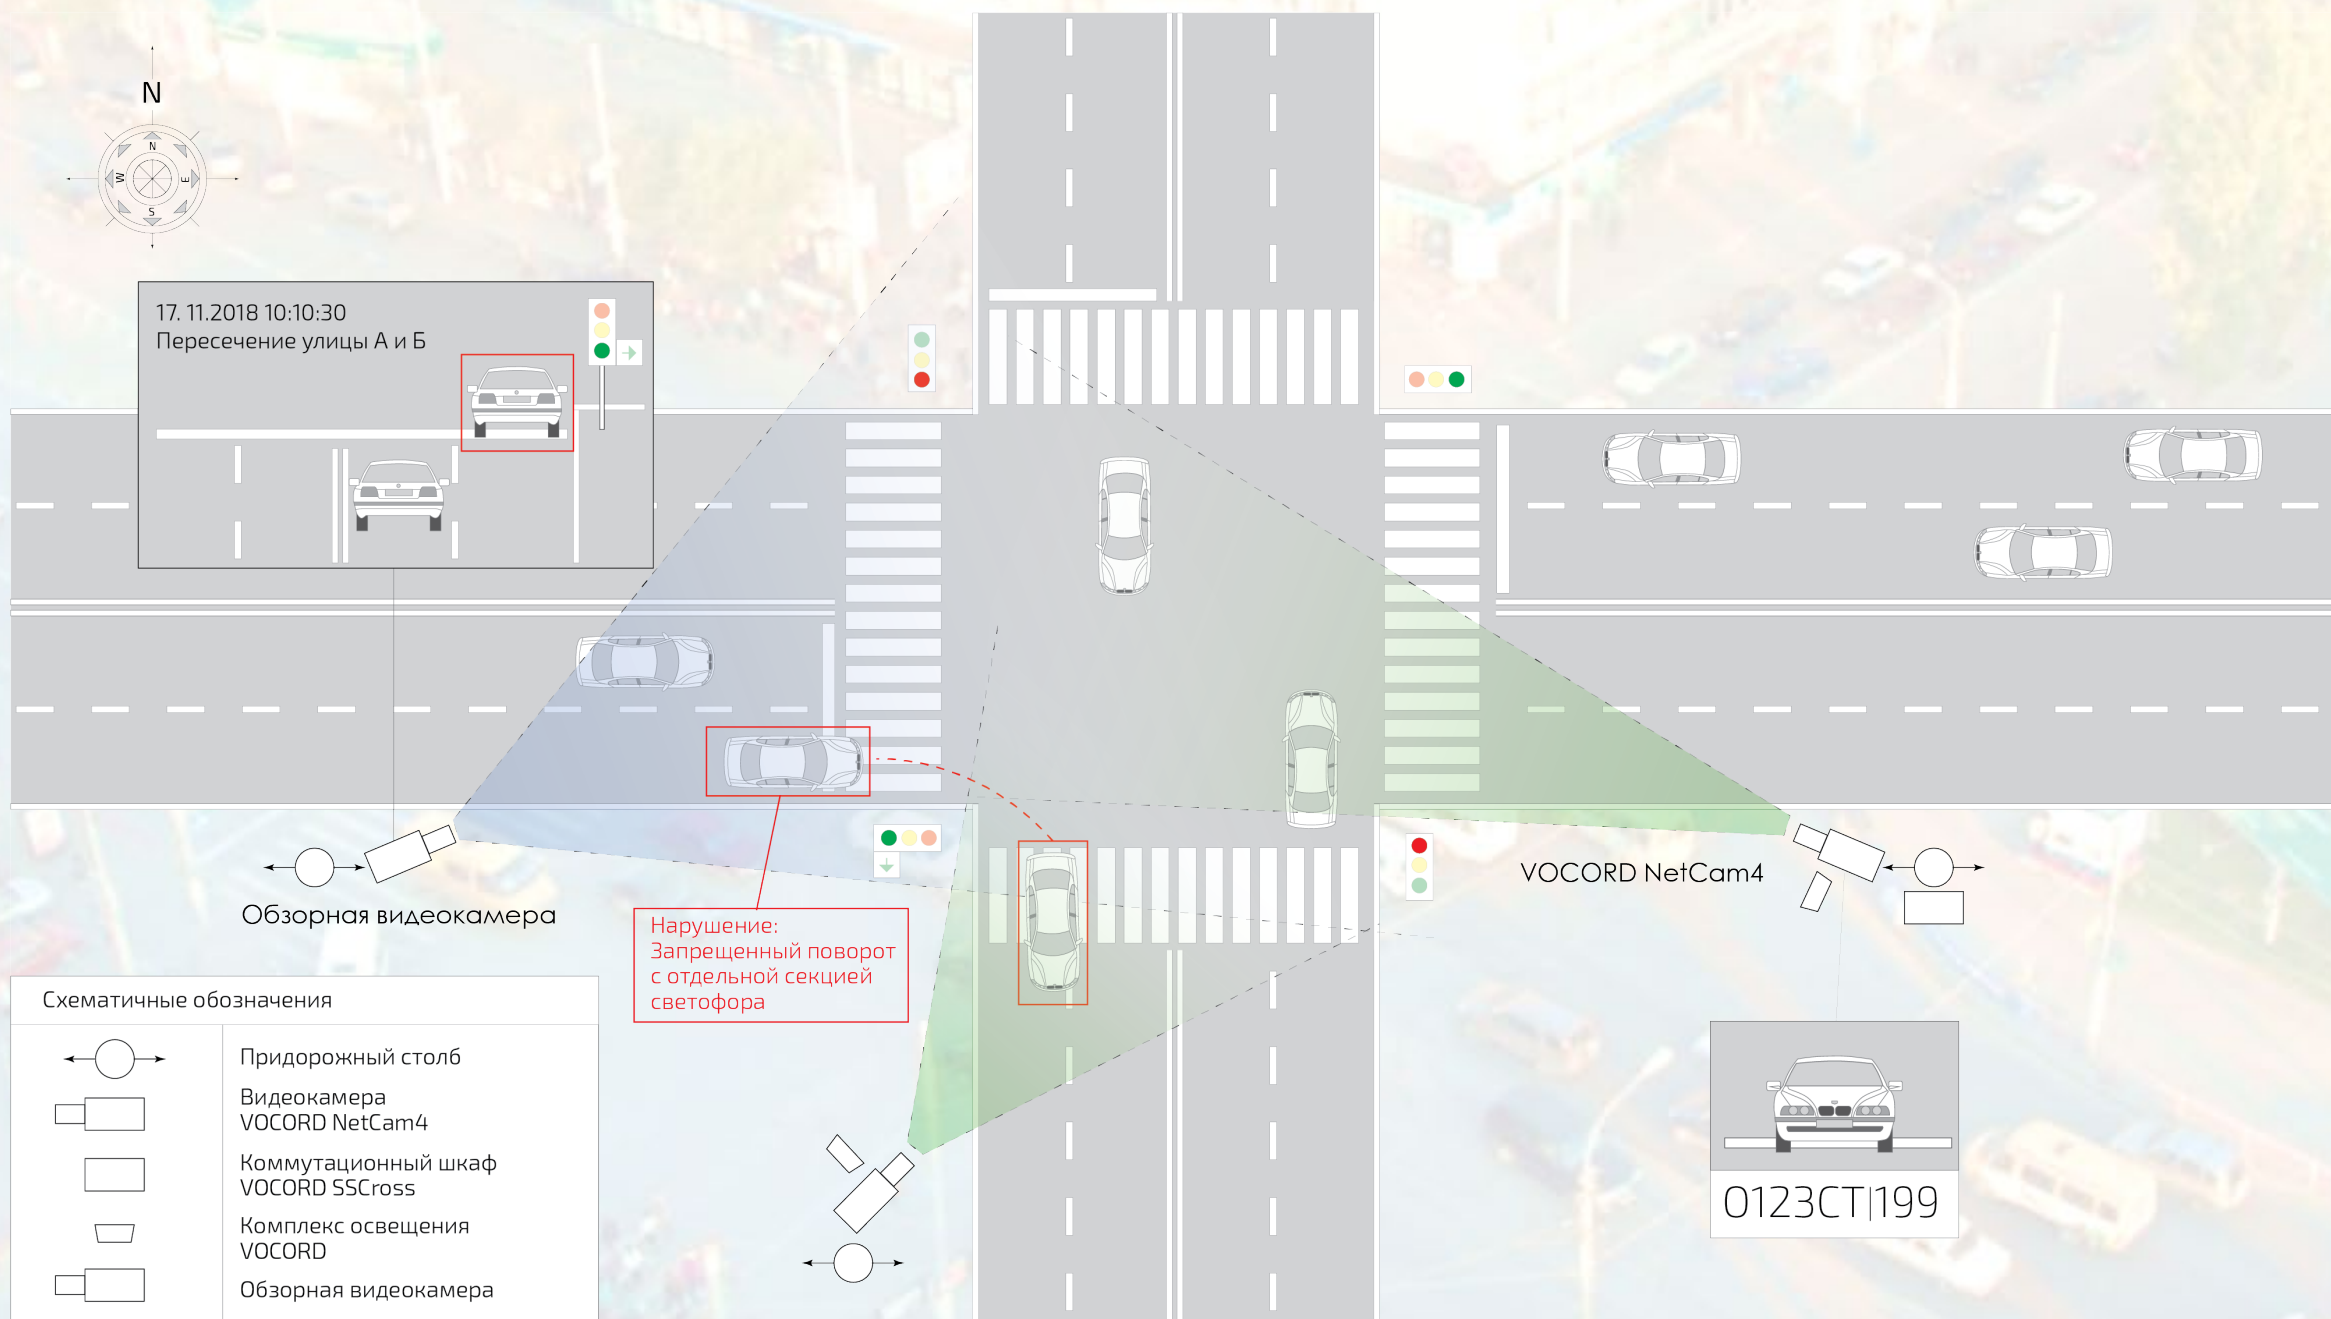 N
N
W
E
S
17. 11.2018 10:10:30
Пересечение улицы А и Б
Обзорная видеокамера
VOCORD NetCam4
Нарушение:
Запрещенный поворот
с отдельной секцией
светофора
O123CT|199
Схематичные обозначения
Придорожный столб
Видеокамера
VOCORD NetCam4
Коммутационный шкаф
VOCORD SSCross
Комплекс освещения
VOCORD
Обзорная видеокамера